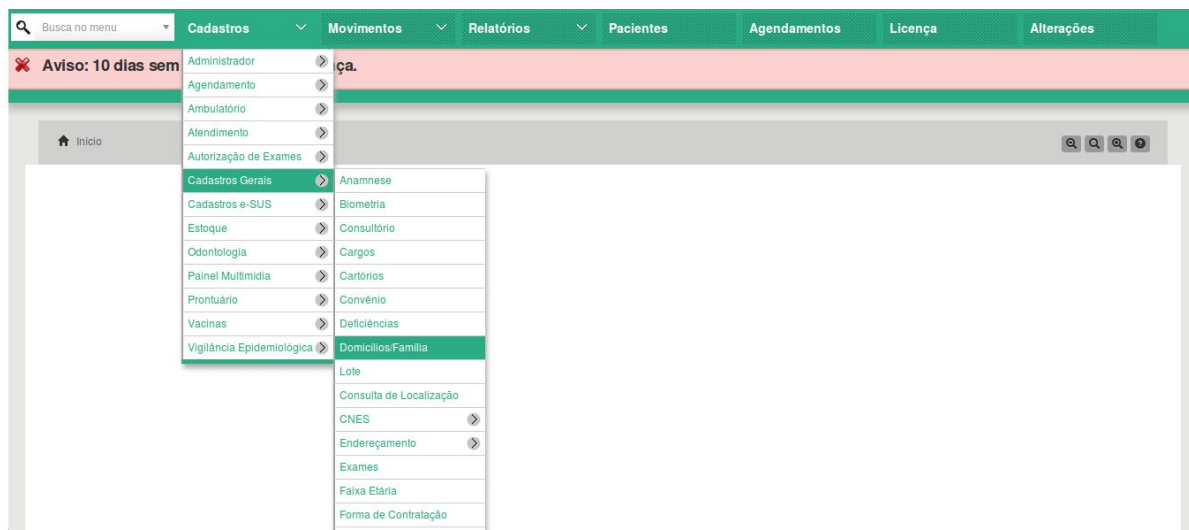 Busca no menu
Cadastros
Movimentos
Relatórios
Pacientes
Agendamentos
Licença
Alterações
Aviso: 10 dias sem
ça.
Início
Administrador
Agendamento
Ambulatório
Atendimento
Autorização de Exames
Cadastros Gerais
Cadastros e-SUS
Estoque
Odontologia
Painel Multimídia
Prontuário
Vacinas
Vigilância Epidemiológica
Anamnese
Biometria
Consultório
Cargos
Cartórios
Convênio
Deficiências
Domicílios/Família
Lote
Consulta de Localização
CNES
Endereçamento
Exames
Faixa Etária
Forma de Contratação